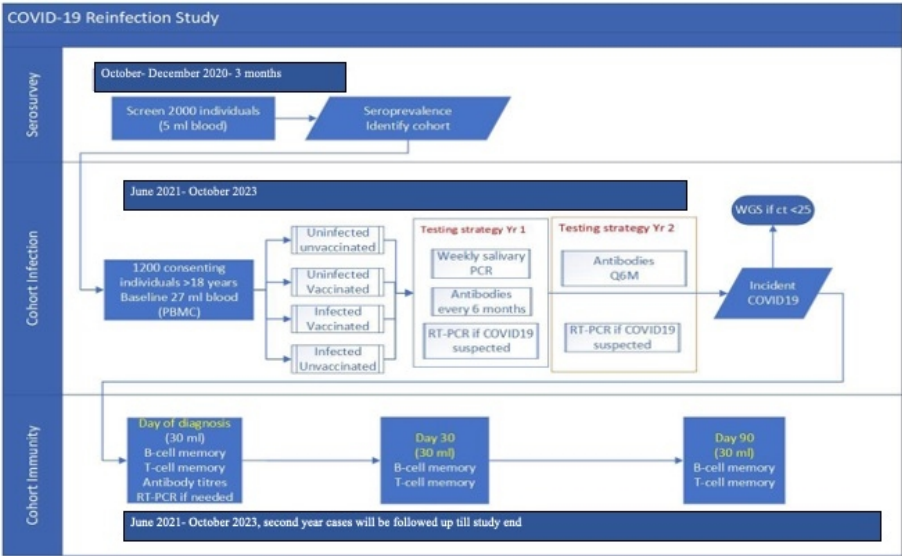 COVID-19 Reinfection Study
Serosurvey
October- December 2020- 3 months
Screen 2000 individuals
(5 ml blood)
Seroprevalence
Identify cohort
Cohort Infection
June 2021- October 2023
1200 consenting
individuals >18 years
Baseline 27 ml blood
(PBMC)
Uninfected
unvaccinated
Uninfected
Vaccinated
Infected
Vaccinated
Infected
Unvaccinated
Testing strategy Yr 1
Weekly salivary
PCR
Antibodies
every 6 months
RT-PCR if COVID19
suspected
Testing strategy Yr 2
Antibodies
Q6M
RT-PCR if COVID19
suspected
WGS if ct <25
Incident
COVID19
Cohort Immunity
Day of diagnosis
(30 ml)
B-cell memory
T-cell memory
Antibody titres
RT-PCR if needed
Day 30
(30 ml)
B-cell memory
T-cell memory
Day 90
(30 ml)
B-cell memory
T-cell memory
June 2021- October 2023, second year cases will be followed up till study end